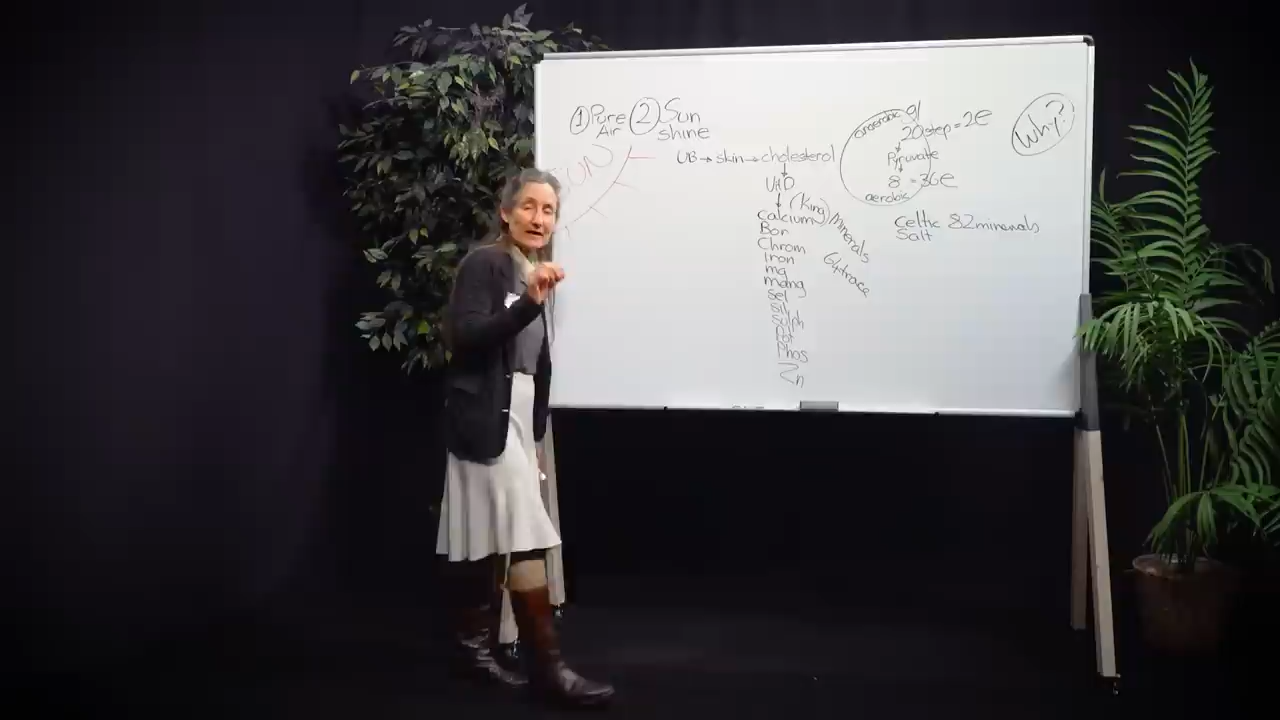 ① Pure Air
② Sun shine
SUN
UB → skin → cholesterol
↓
VitD
↓
(King)
Calcium
Bor
Chrom
Iron
mg
mang
sel
sil
Sulph
Pot
Phos
Zn
Minerals
64 trace
anaerobic gl
20 step = 2e
Pyruvate
8 = 36e
aerobic
Celtic 82 minerals
Salt
Why?